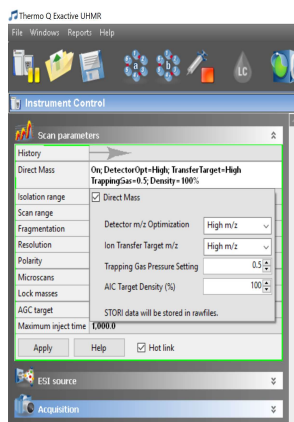 Thermo Q Exactive UHMR
File Windows Reports Help
a b LC
Instrument Control
Scan parameters
History
Direct Mass On; DetectorOpt=High; TransferTarget=High
TrappingGas=0.5; Density=100%
Isolation range
Direct Mass
Scan range
Fragmentation
Detector m/z Optimization High m/z
Resolution
Ion Transfer Target m/z High m/z
Polarity
Trapping Gas Pressure Setting 0.5
Microscans
AIC Target Density (%) 100
Lock masses
AGC target
STORI data will be stored in rawfiles.
Maximum inject time 1,000.0
Apply Help Hot link
ESI source
Acquisition